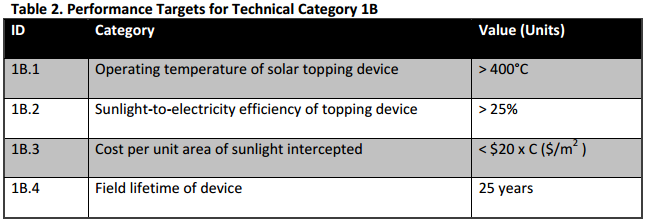 Table 2. Performance Targets for Technical Category 1B
ID Category Value (Units)
1B.1 Operating temperature of solar topping device > 400°C
1B.2 Sunlight-to-electricity efficiency of topping device > 25%
1B.3 Cost per unit area of sunlight intercepted < $20 x C ($/m²)
1B.4 Field lifetime of device 25 years